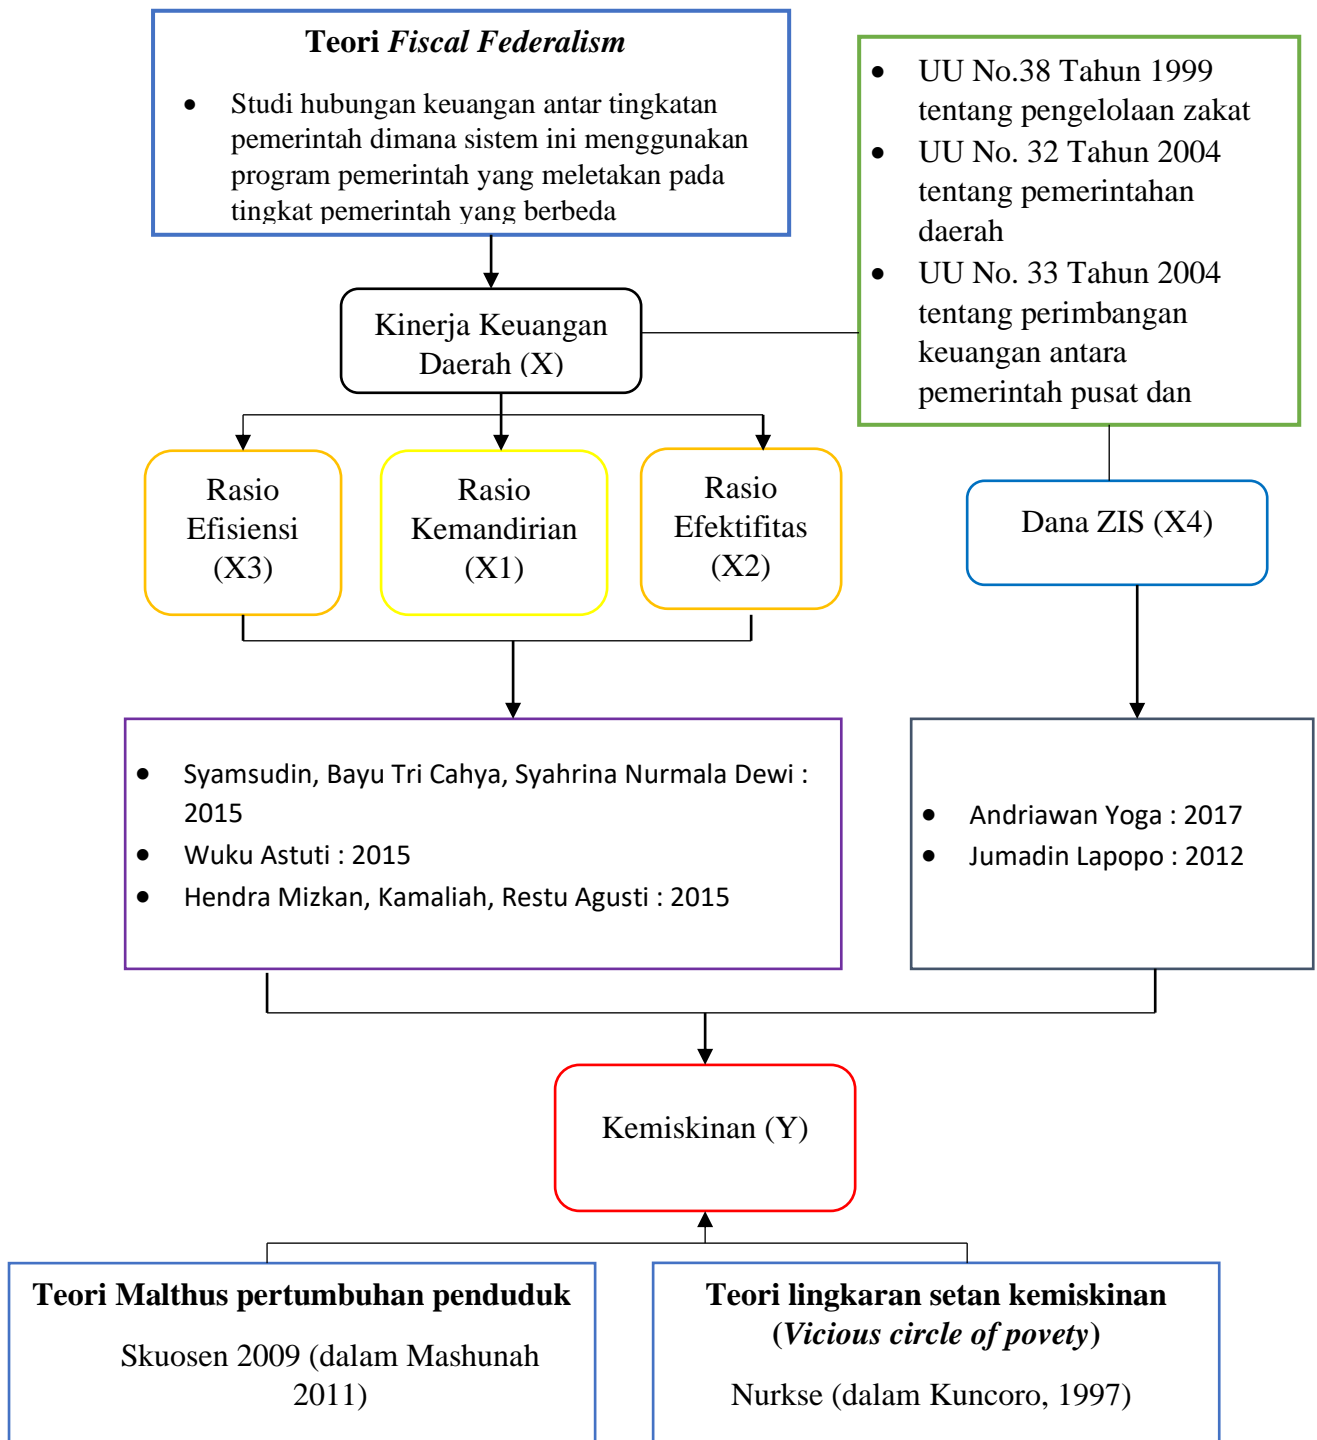 Teori Fiscal Federalism
• Studi hubungan keuangan antar tingkatan
pemerintah dimana sistem ini menggunakan
program pemerintah yang meletakan pada
tingkat pemerintah yang berbeda
• UU No.38 Tahun 1999
tentang pengelolaan zakat
• UU No. 32 Tahun 2004
tentang pemerintahan
daerah
• UU No. 33 Tahun 2004
tentang perimbangan
keuangan antara
pemerintah pusat dan
Kinerja Keuangan
Daerah (X)
Rasio
Efisiensi
(X3)
Rasio
Kemandirian
(X1)
Rasio
Efektifitas
(X2)
Dana ZIS (X4)
• Syamsudin, Bayu Tri Cahya, Syahrina Nurmala Dewi :
2015
• Wuku Astuti : 2015
• Hendra Mizkan, Kamaliah, Restu Agusti : 2015
• Andriawan Yoga : 2017
• Jumadin Lapopo : 2012
Kemiskinan (Y)
Teori Malthus pertumbuhan penduduk
Skuosen 2009 (dalam Mashunah
2011)
Teori lingkaran setan kemiskinan
(Vicious circle of povety)
Nurkse (dalam Kuncoro, 1997)